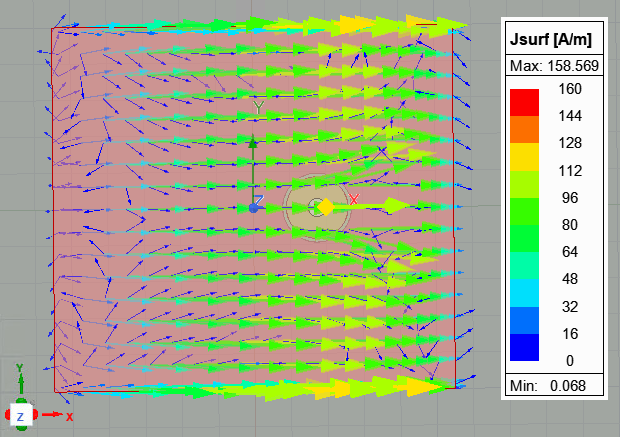 Jsurf [A/m]
Max: 158.569
160
144
128
112
96
80
64
48
32
16
0
Min: 0.068
Y
Z
X
Y
Z
X